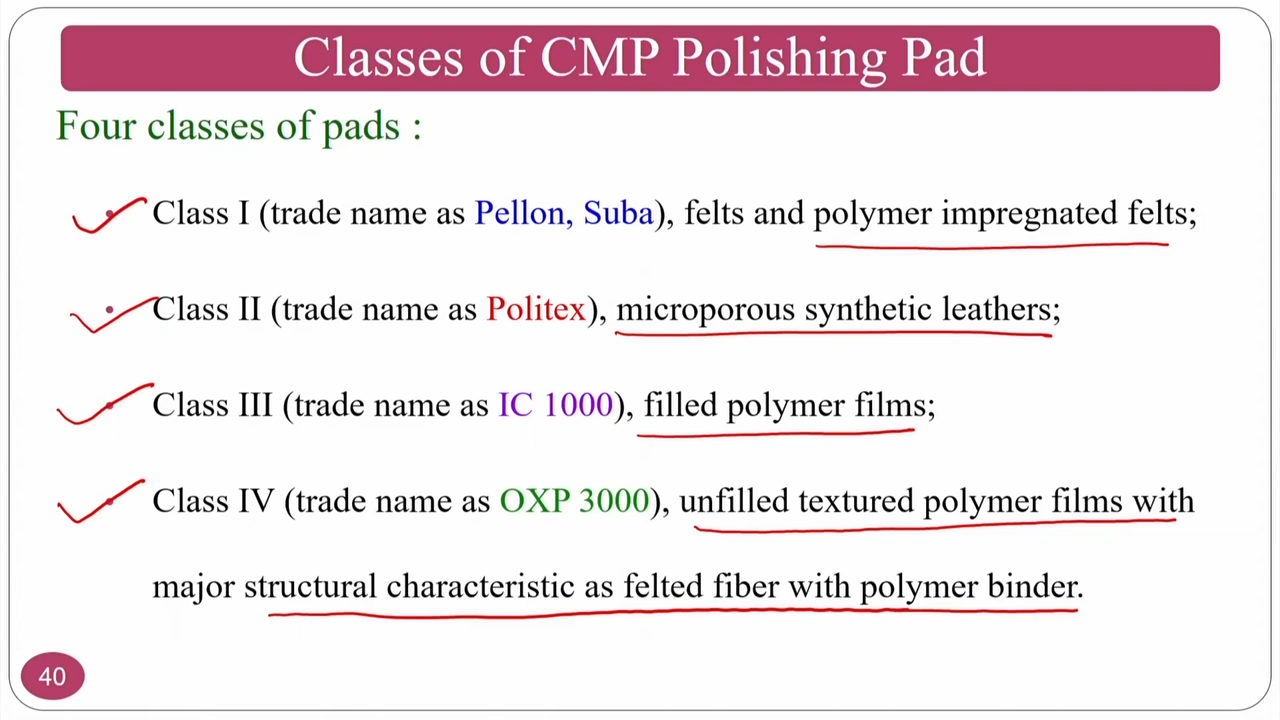 Classes of CMP Polishing Pad
Four classes of pads :
• Class I (trade name as Pellon, Suba), felts and polymer impregnated felts;
• Class II (trade name as Politex), microporous synthetic leathers;
• Class III (trade name as IC 1000), filled polymer films;
• Class IV (trade name as OXP 3000), unfilled textured polymer films with
major structural characteristic as felted fiber with polymer binder.
40